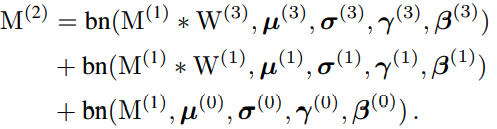 M⁽²⁾ = bn(M⁽¹⁾ ∗ W⁽³⁾, μ⁽³⁾, σ⁽³⁾, γ⁽³⁾, β⁽³⁾)
+ bn(M⁽¹⁾ ∗ W⁽¹⁾, μ⁽¹⁾, σ⁽¹⁾, γ⁽¹⁾, β⁽¹⁾)
+ bn(M⁽¹⁾, μ⁽⁰⁾, σ⁽⁰⁾, γ⁽⁰⁾, β⁽⁰⁾) .